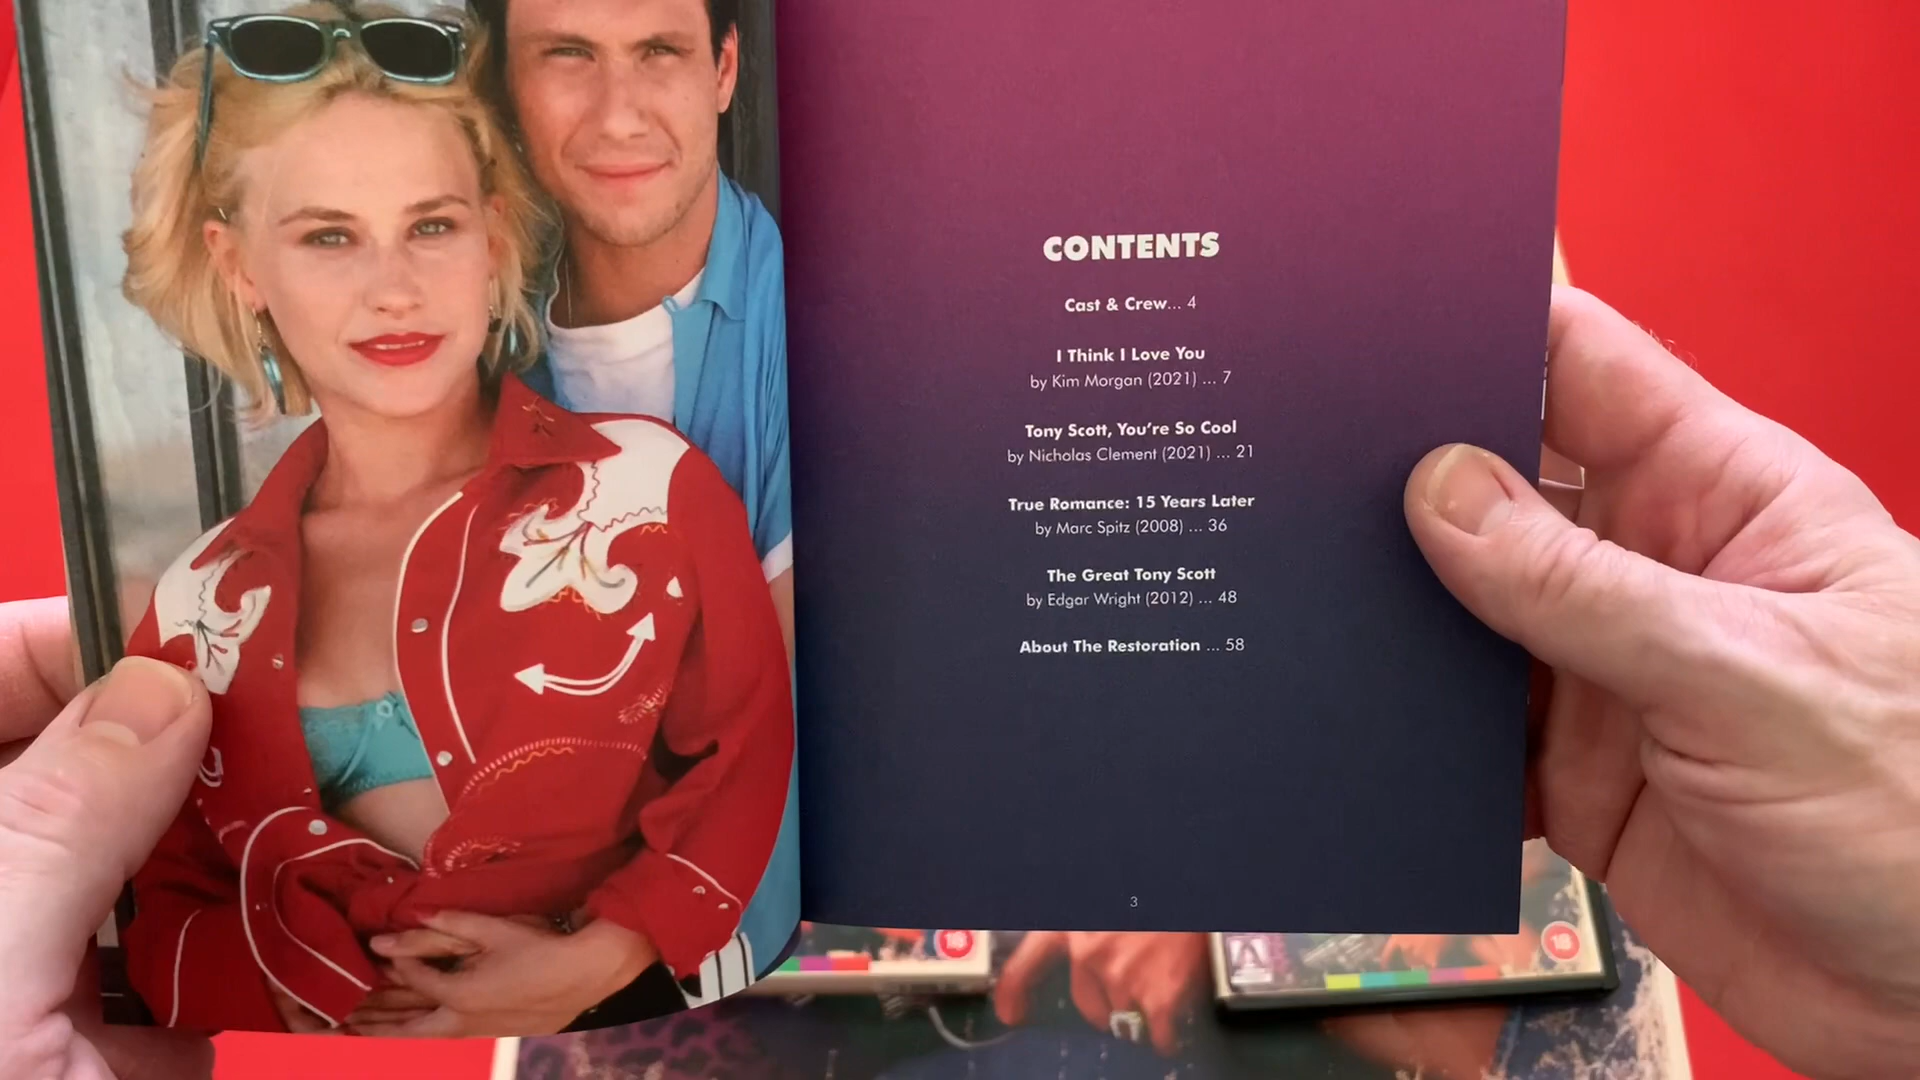 CONTENTS
Cast & Crew... 4
I Think I Love You
by Kim Morgan (2021) ... 7
Tony Scott, You're So Cool
by Nicholas Clement (2021) ... 21
True Romance: 15 Years Later
by Marc Spitz (2008) ... 36
The Great Tony Scott
by Edgar Wright (2012) ... 48
About The Restoration ... 58
3
18
18